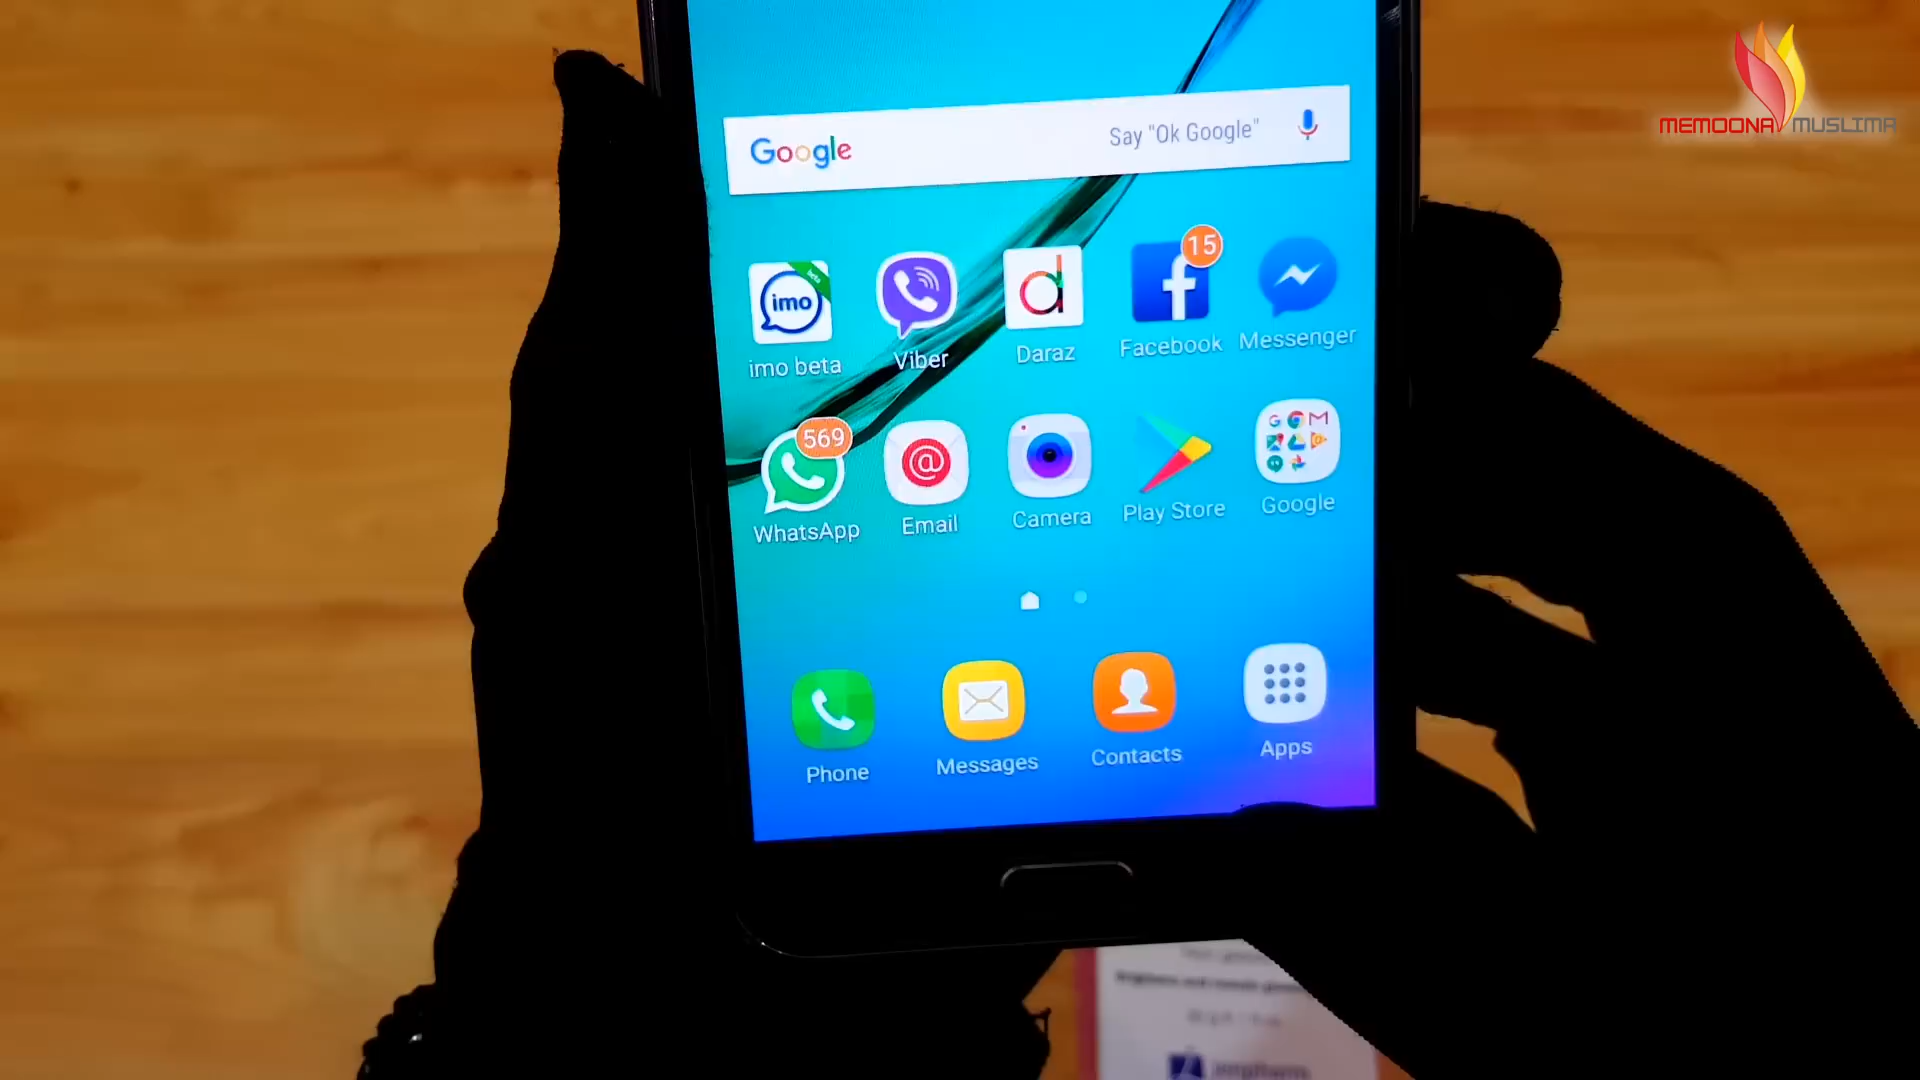 MEMOONA MUSLIMA
Google Say "Ok Google"
beta
imo
15
imo beta Viber Daraz Facebook Messenger
569
WhatsApp Email Camera Play Store Google
Phone Messages Contacts Apps